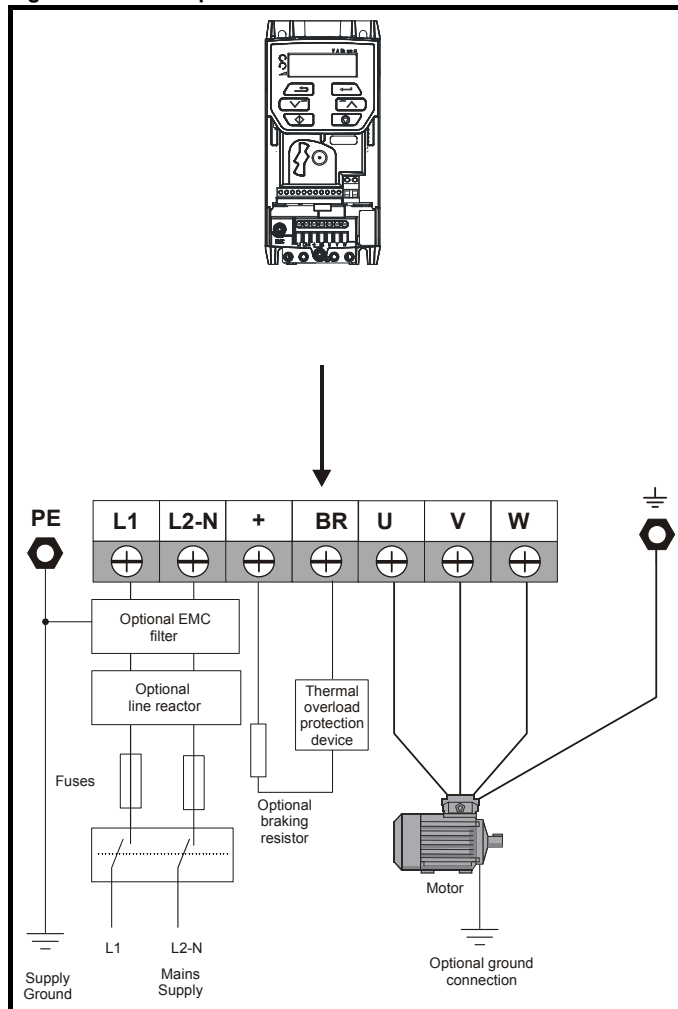 PE
L1 L2-N + BR U V W
Optional EMC
filter
Optional
line reactor
Thermal
overload
protection
device
Fuses
Optional
braking
resistor
Motor
L1 L2-N
Mains
Supply
Supply
Ground
Optional ground
connection